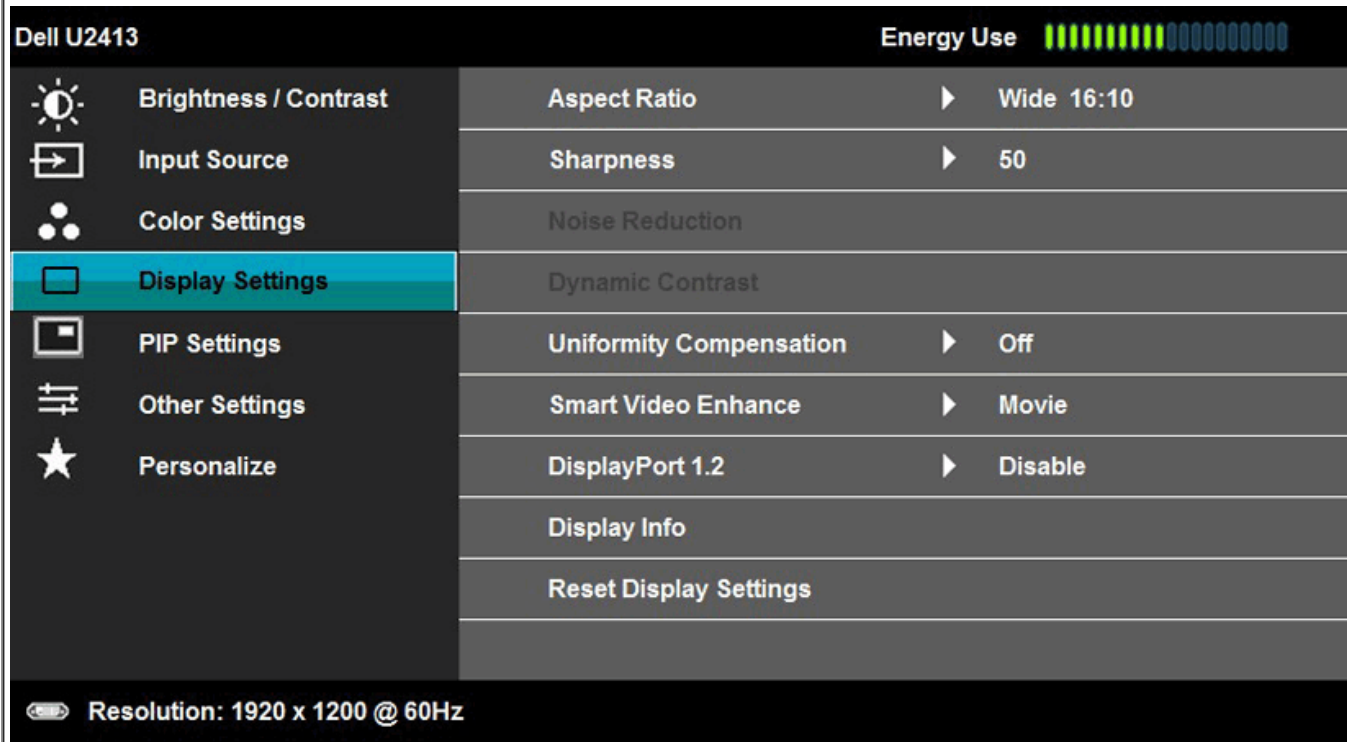 Dell U2413 Energy Use
Brightness / Contrast Aspect Ratio Wide 16:10
Input Source Sharpness 50
Color Settings Noise Reduction
Display Settings Dynamic Contrast
PIP Settings Uniformity Compensation Off
Other Settings Smart Video Enhance Movie
Personalize DisplayPort 1.2 Disable
Display Info
Reset Display Settings
Resolution: 1920 x 1200 @ 60Hz